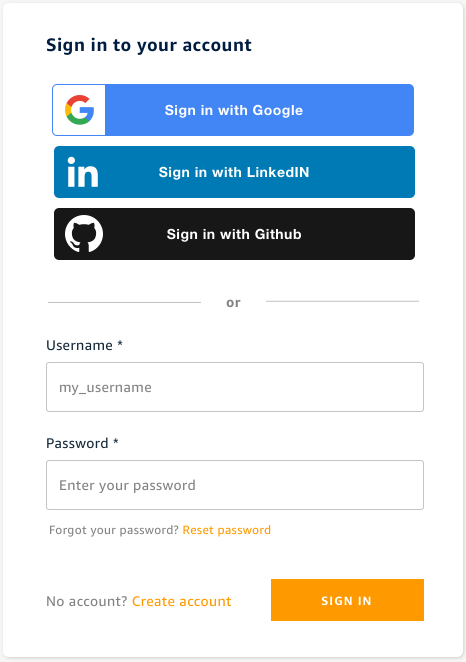 Sign in to your account
Sign in with Google
in
Sign in with LinkedIN
Sign in with Github
or
Username *
my_username
Password *
Enter your password
Forgot your password? Reset password
No account? Create account
SIGN IN